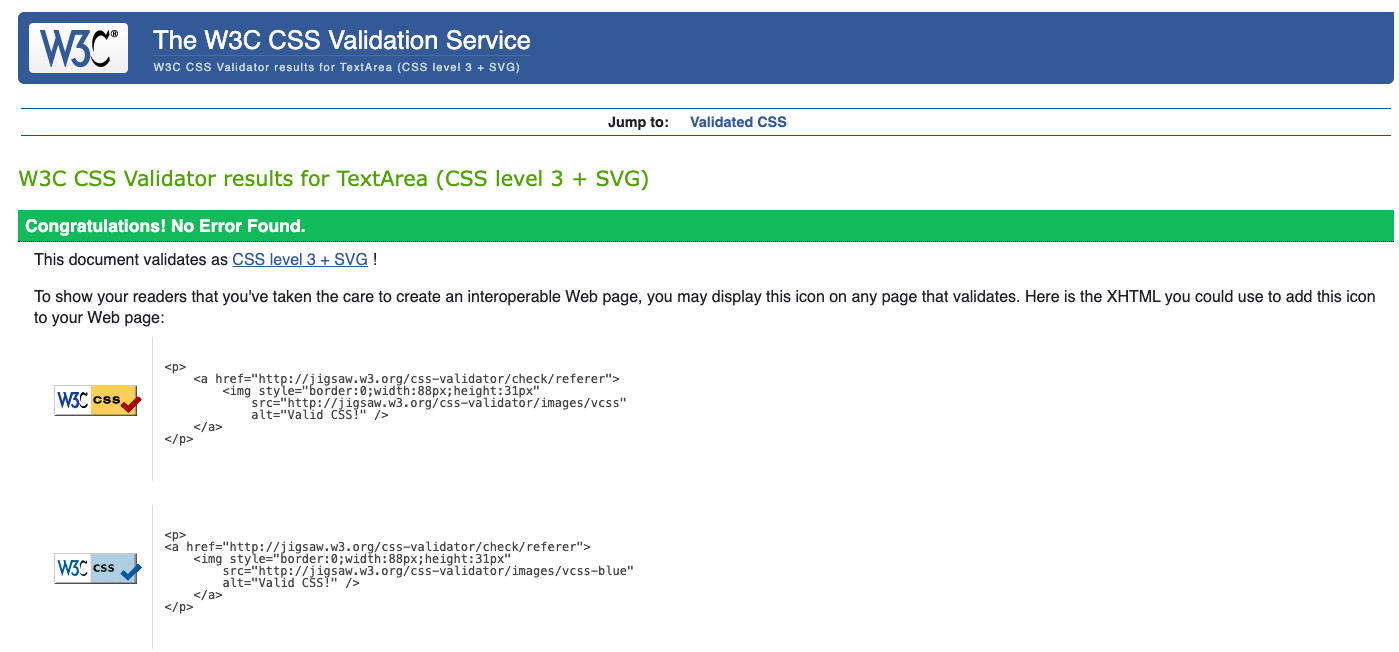 W3C®
The W3C CSS Validation Service
W3C CSS Validator results for TextArea (CSS level 3 + SVG)
Jump to: Validated CSS
W3C CSS Validator results for TextArea (CSS level 3 + SVG)
Congratulations! No Error Found.
This document validates as CSS level 3 + SVG !
To show your readers that you've taken the care to create an interoperable Web page, you may display this icon on any page that validates. Here is the XHTML you could use to add this icon
to your Web page:
W3C css
<p>
    <a href="http://jigsaw.w3.org/css-validator/check/referer">
        <img style="border:0;width:88px;height:31px"
            src="http://jigsaw.w3.org/css-validator/images/vcss"
            alt="Valid CSS!" />
    </a>
</p>
W3C css
<p>
<a href="http://jigsaw.w3.org/css-validator/check/referer">
    <img style="border:0;width:88px;height:31px"
        src="http://jigsaw.w3.org/css-validator/images/vcss-blue"
        alt="Valid CSS!" />
    </a>
</p>